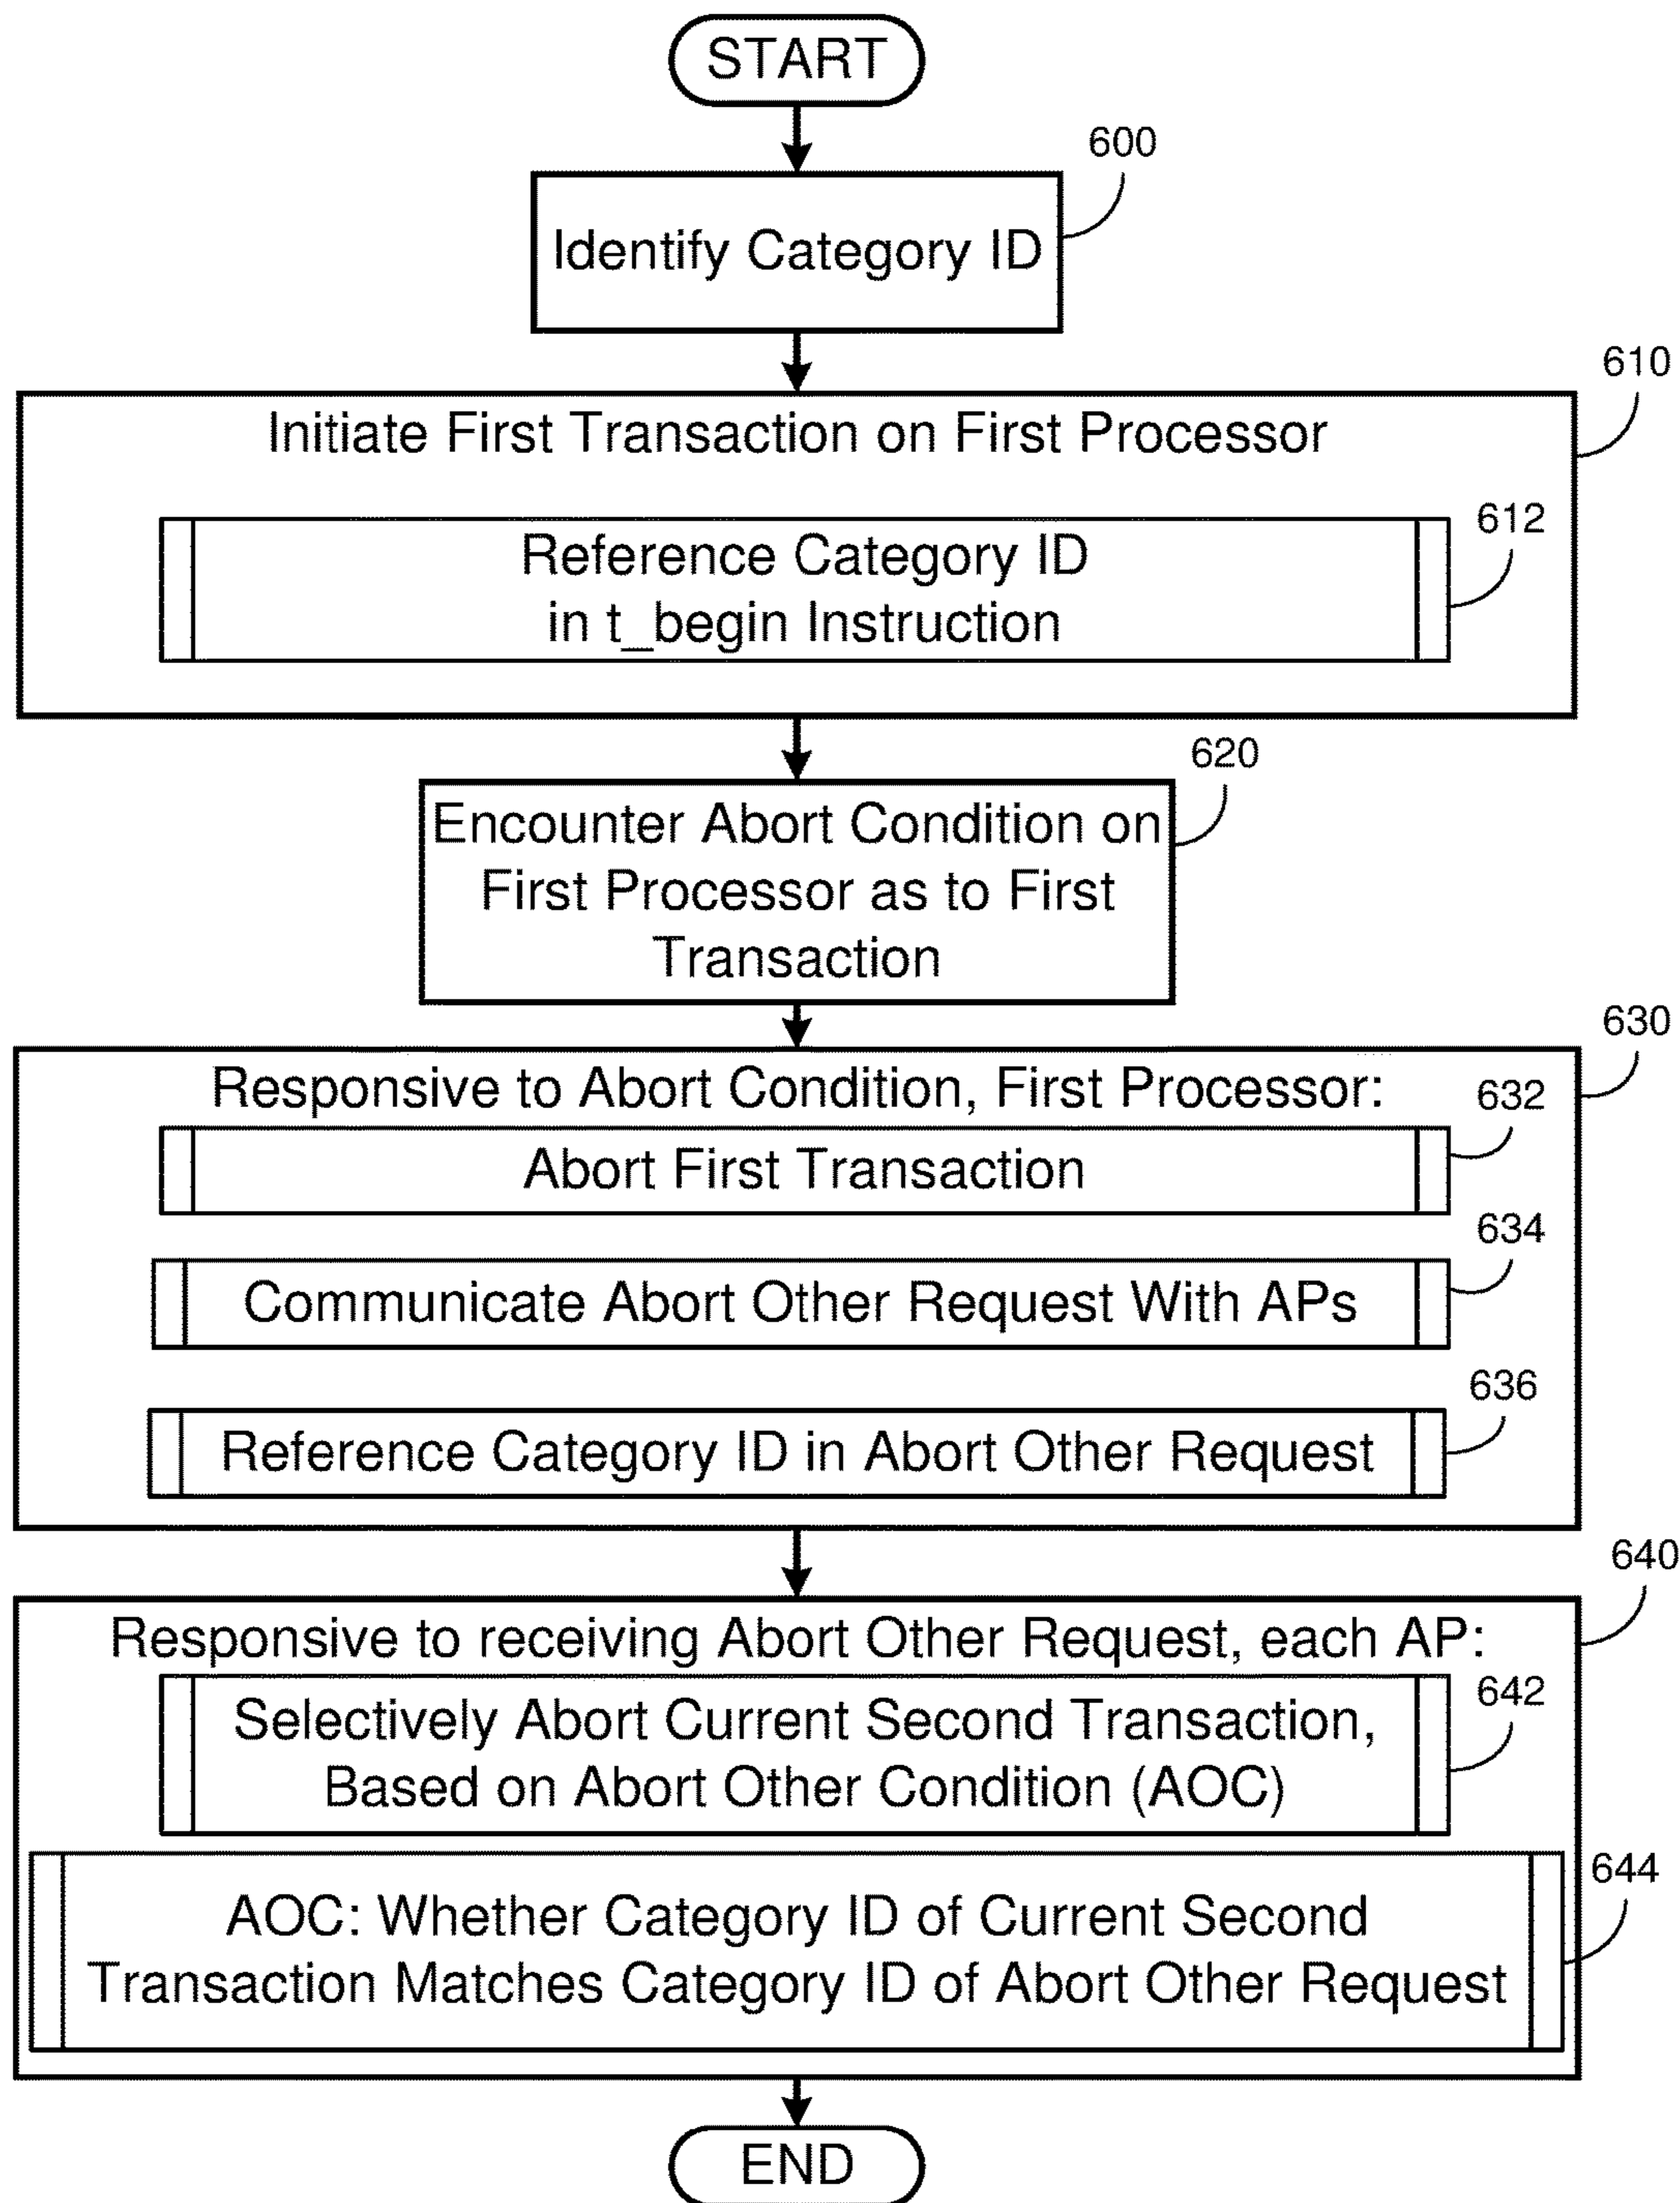 START
600
Identify Category ID
610
Initiate First Transaction on First Processor
612
Reference Category ID
in t_begin Instruction
620
Encounter Abort Condition on
First Processor as to First
Transaction
630
Responsive to Abort Condition, First Processor:
632
Abort First Transaction
634
Communicate Abort Other Request With APs
636
Reference Category ID in Abort Other Request
640
Responsive to receiving Abort Other Request, each AP:
642
Selectively Abort Current Second Transaction,
Based on Abort Other Condition (AOC)
644
AOC: Whether Category ID of Current Second
Transaction Matches Category ID of Abort Other Request
END